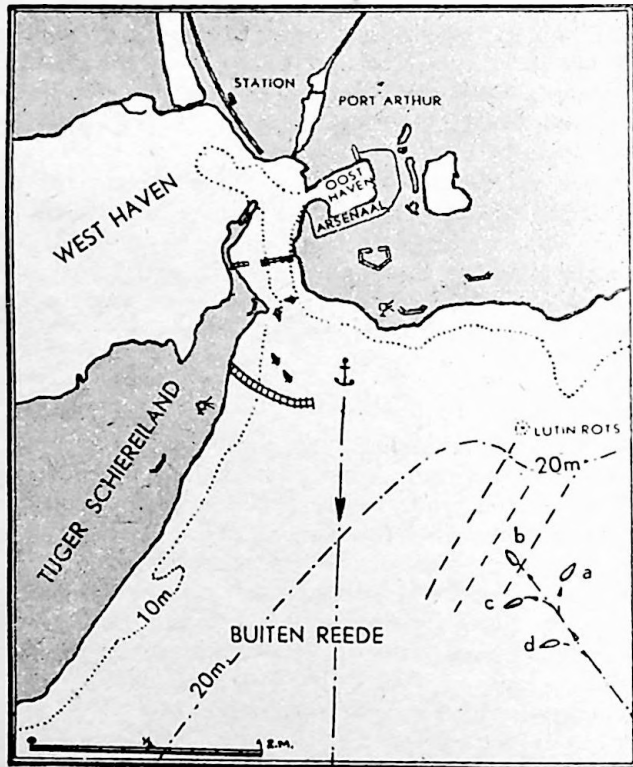 STATION
PORT ARTHUR
OOST
HAVEN
ARSENAAL
WEST HAVEN
TIJGER SCHIEREILAND
LUTIN ROTS
20m
b
a
c
d
10m
BUITEN REEDE
20m
Z.M.